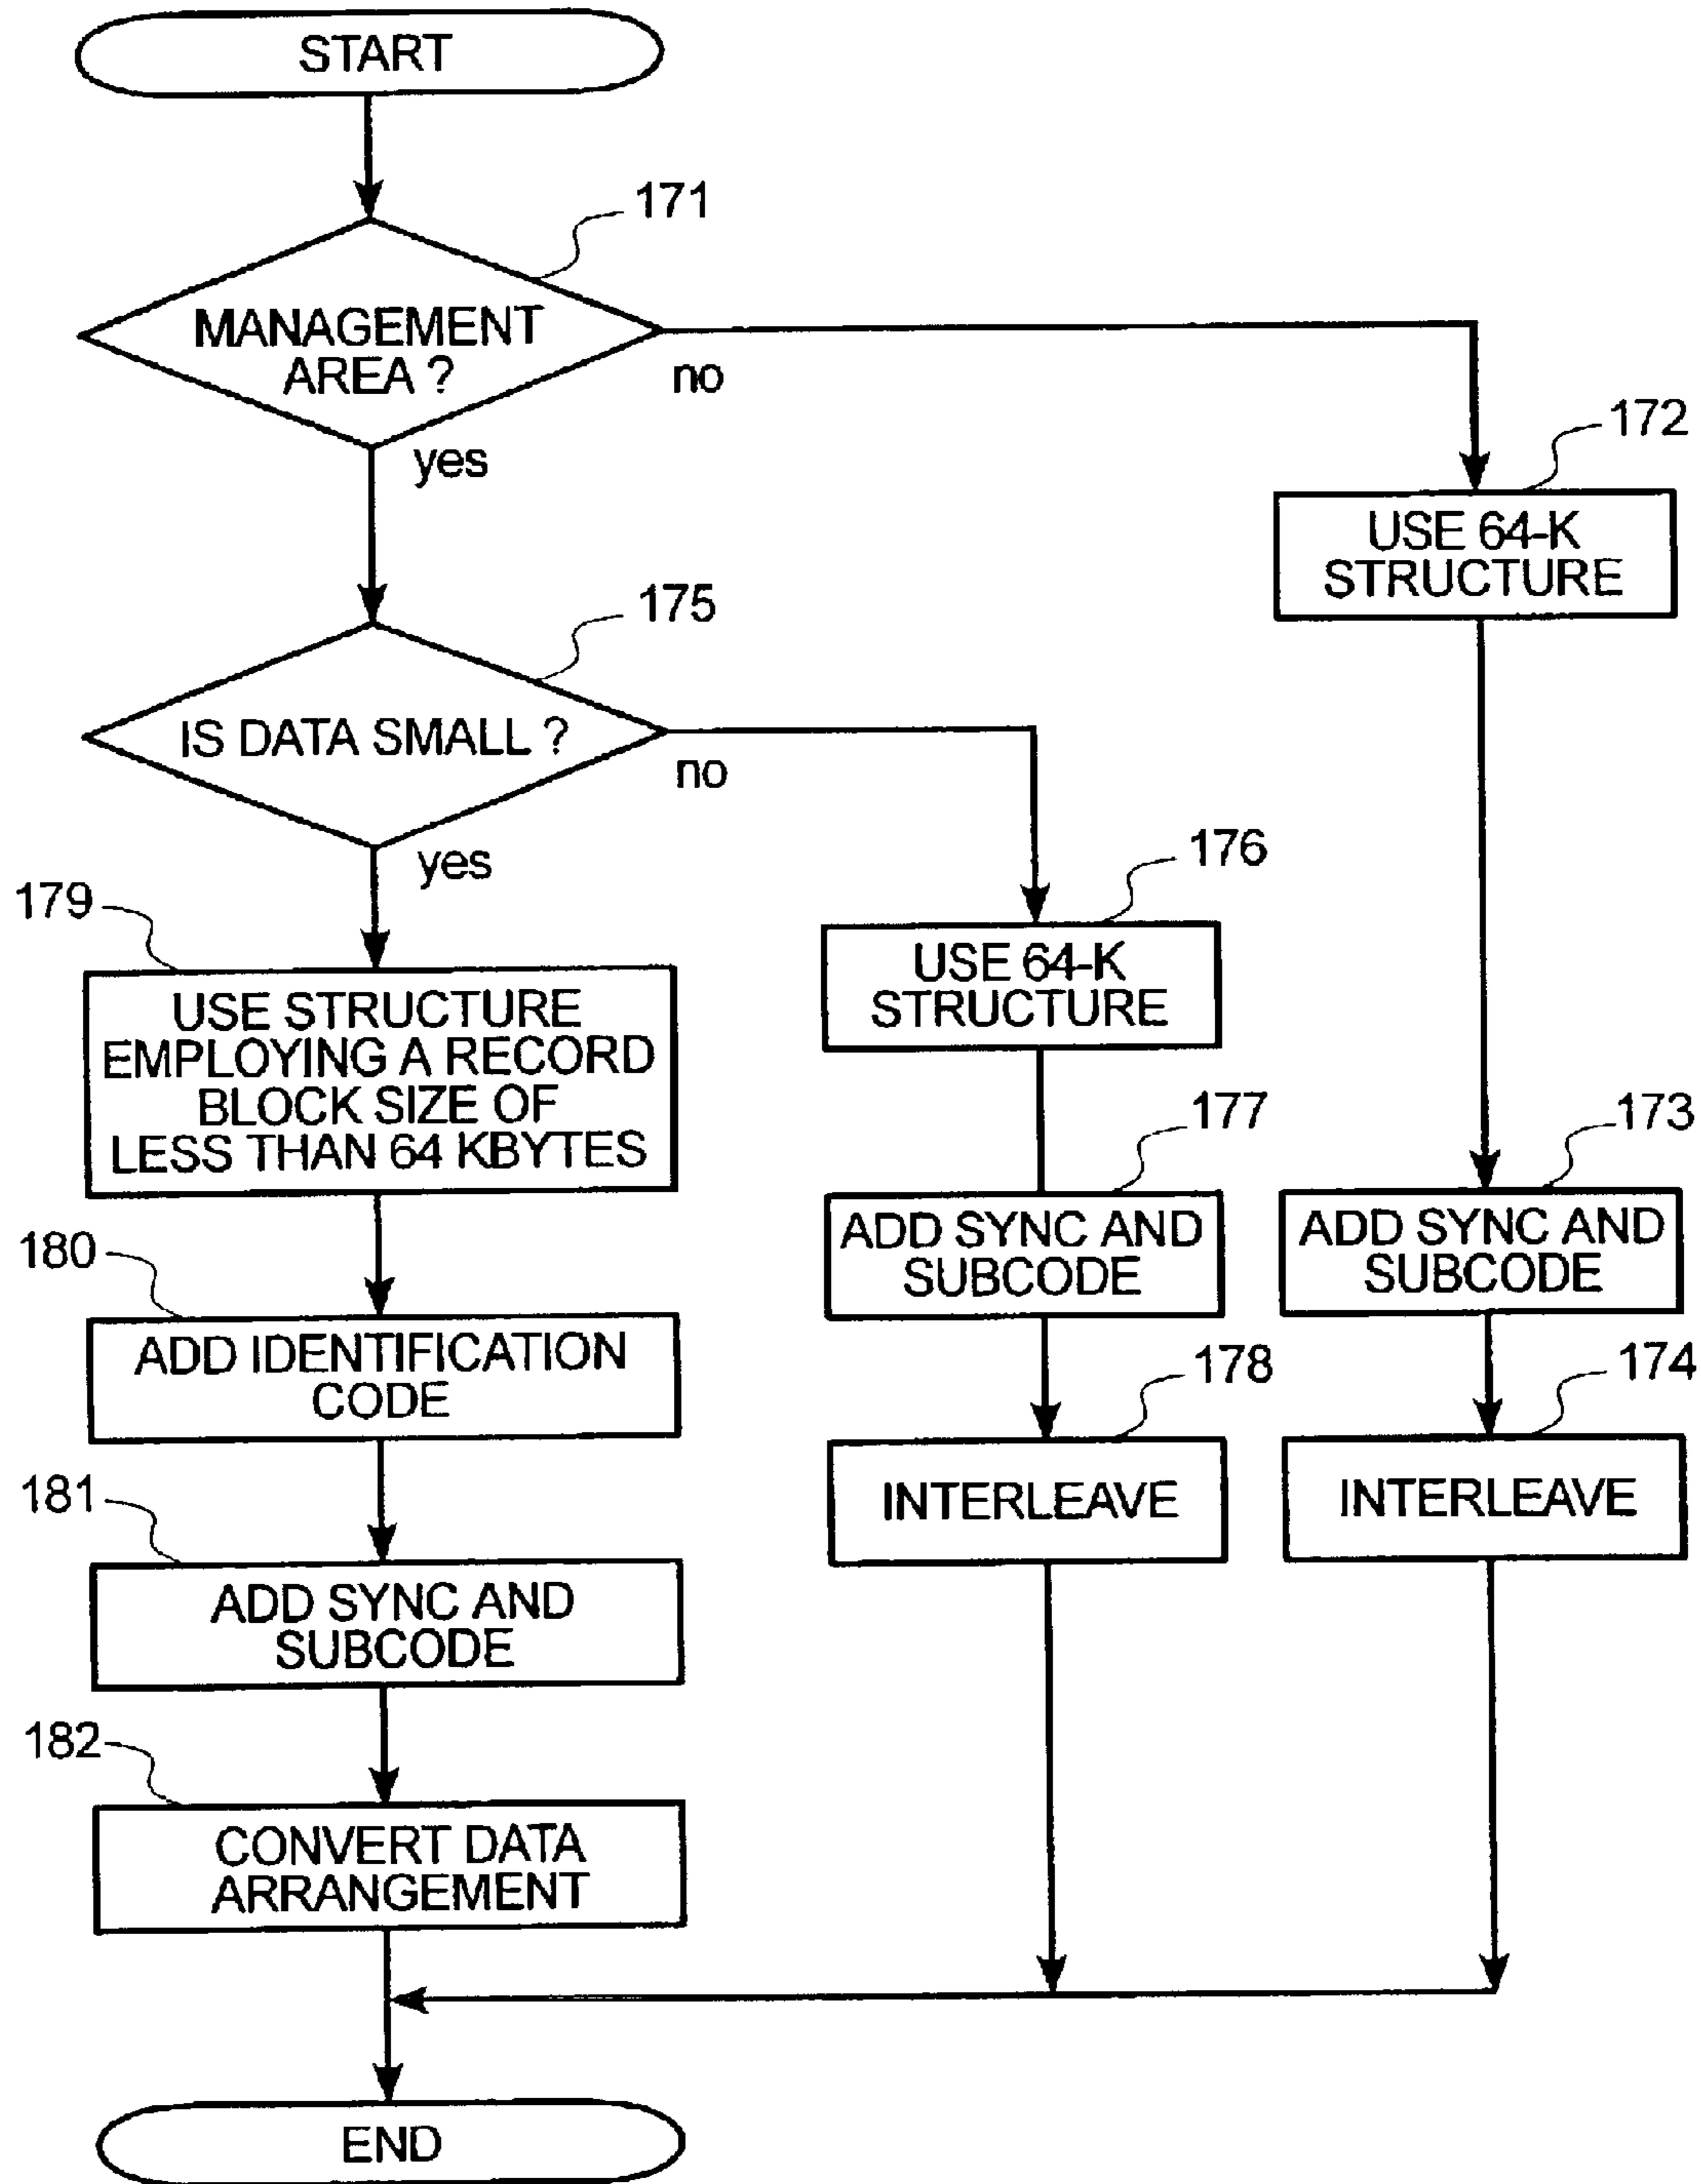 START
171
MANAGEMENT
AREA ?
no
yes
172
USE 64-K
STRUCTURE
175
IS DATA SMALL ?
no
yes
176
USE 64-K
STRUCTURE
179
USE STRUCTURE
EMPLOYING A RECORD
BLOCK SIZE OF
LESS THAN 64 KBYTES
177
ADD SYNC AND
SUBCODE
173
ADD SYNC AND
SUBCODE
180
ADD IDENTIFICATION
CODE
178
INTERLEAVE
174
INTERLEAVE
181
ADD SYNC AND
SUBCODE
182
CONVERT DATA
ARRANGEMENT
END